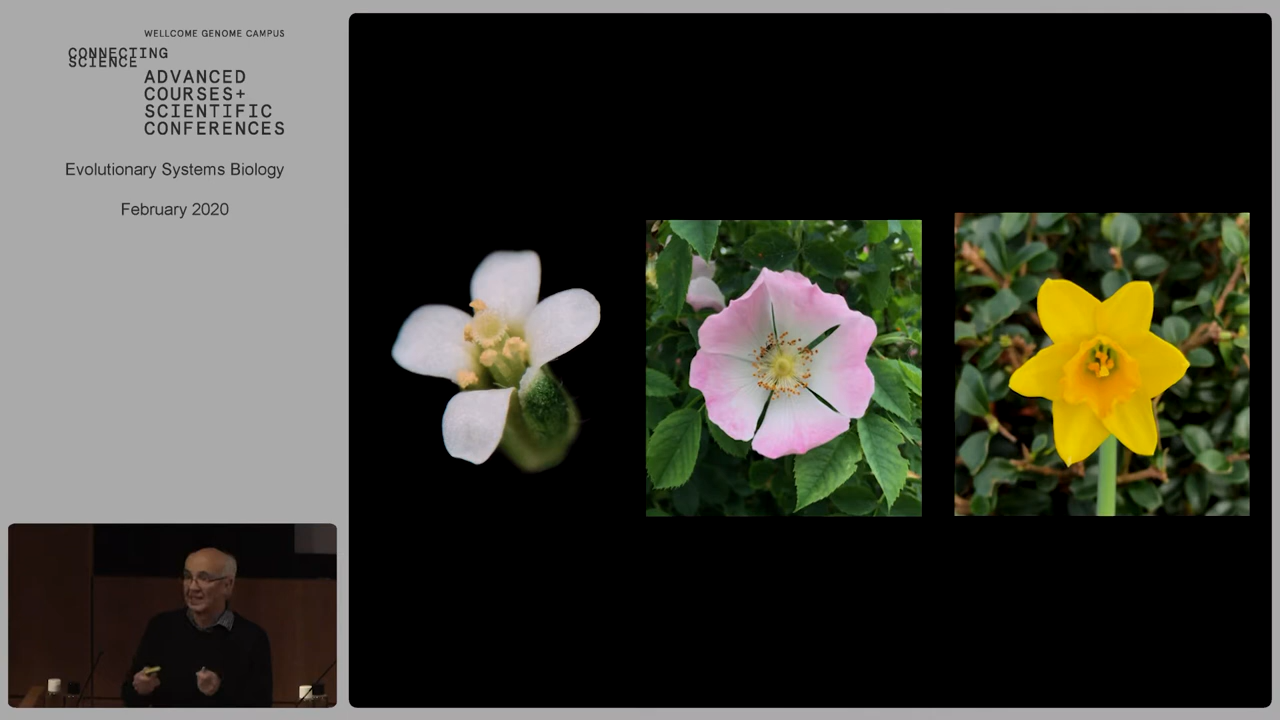 WELLCOME GENOME CAMPUS
CONNECTING
SCIENCE
ADVANCED
COURSES+
SCIENTIFIC
CONFERENCES
Evolutionary Systems Biology
February 2020